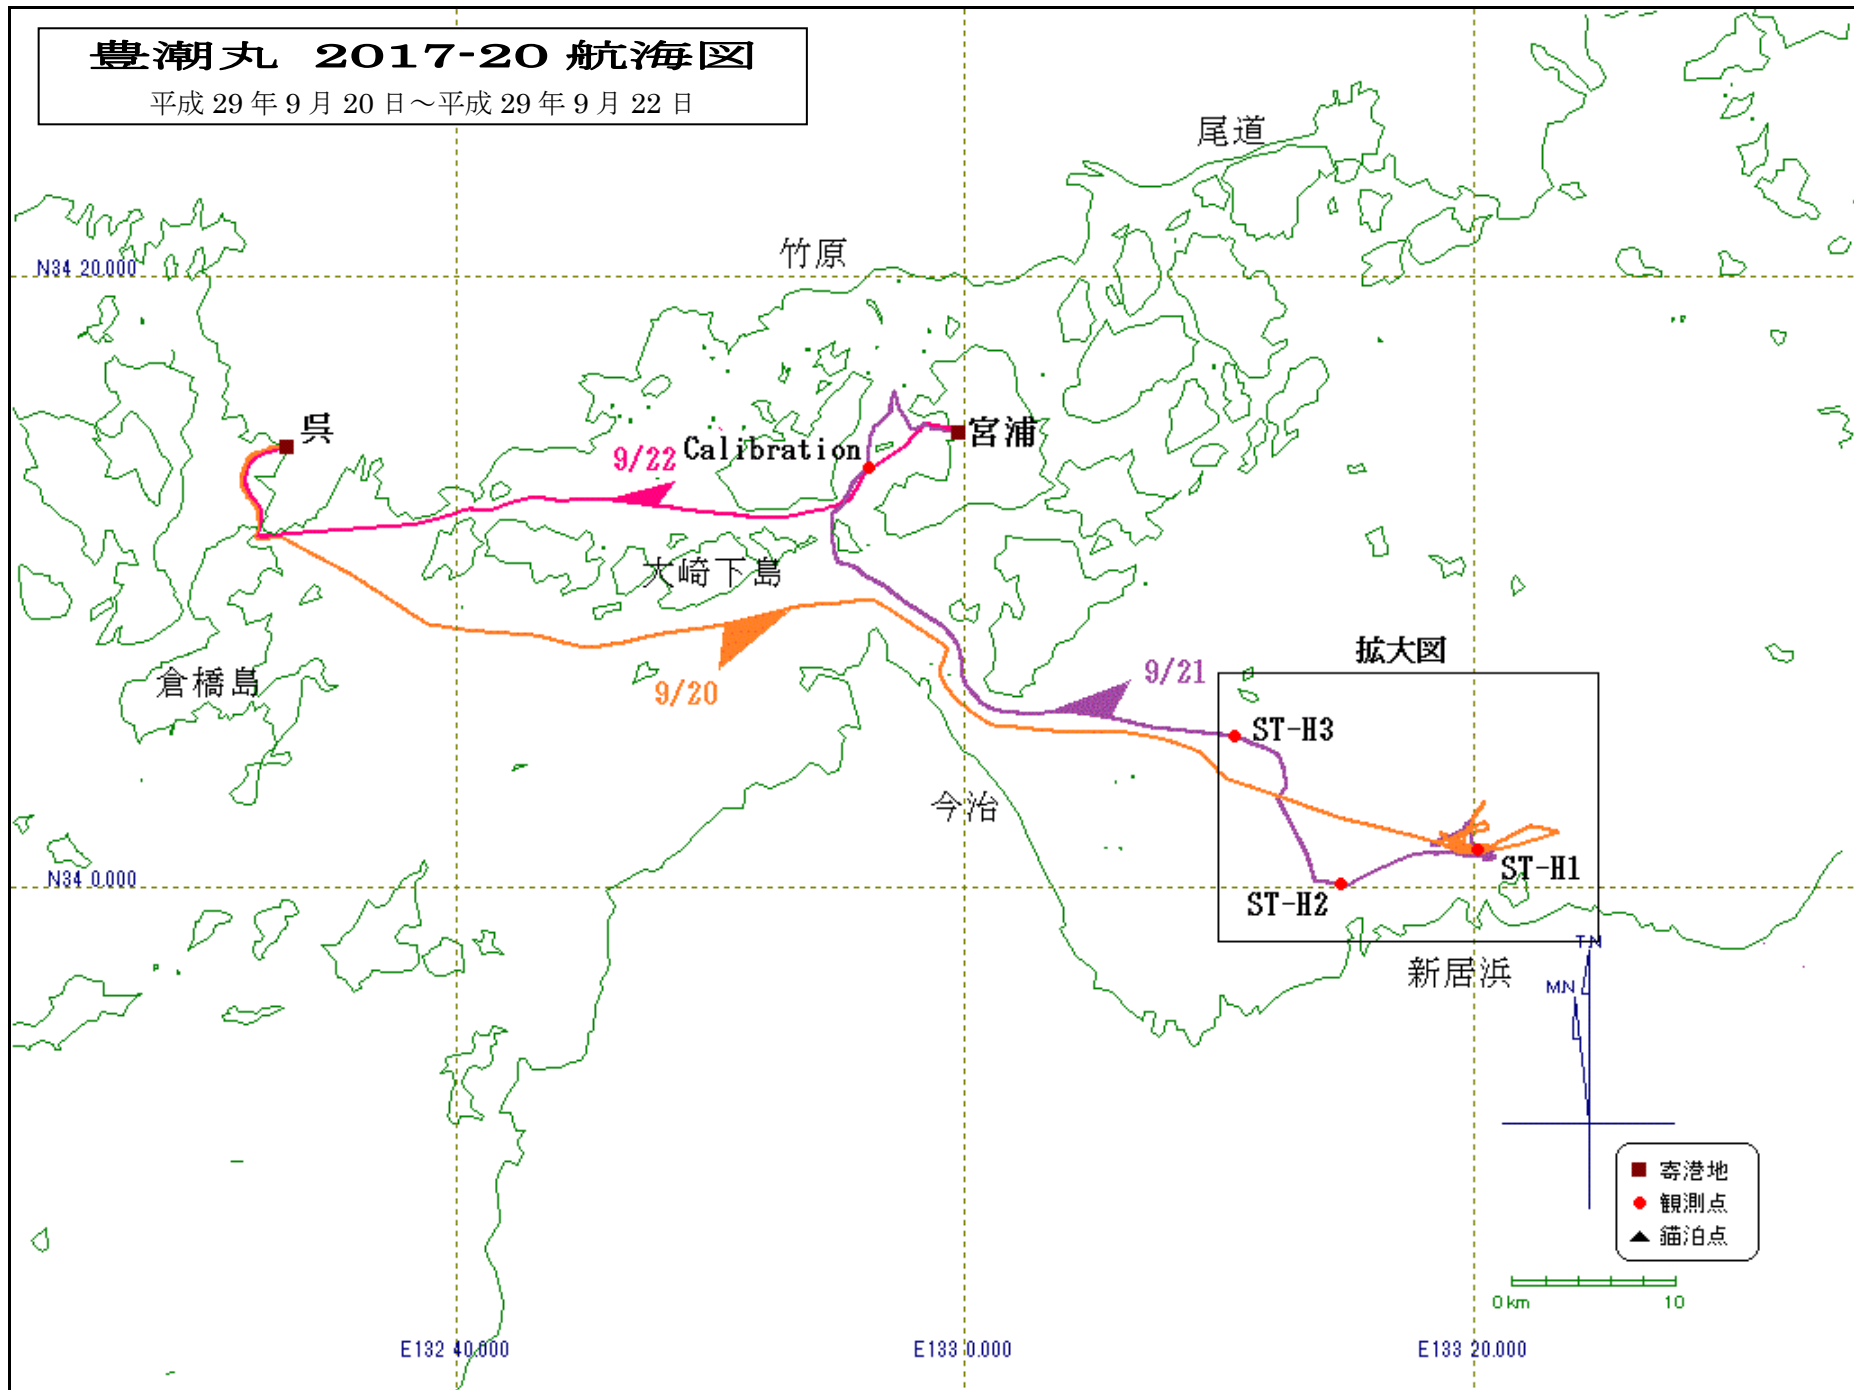 豊潮丸 2017-20 航海図
平成 29 年 9 月 20 日～平成 29 年 9 月 22 日
尾道
竹原
N34 20.000
呉
宮浦
Calibration
9/22
大崎下島
拡大図
9/21
倉橋島
9/20
ST-H3
今治
ST-H1
N34 0.000
ST-H2
T.N
新居浜
M.N
寄港地
観測点
錨泊点
0 km 10
E132 40.000 E133 0.000 E133 20.000